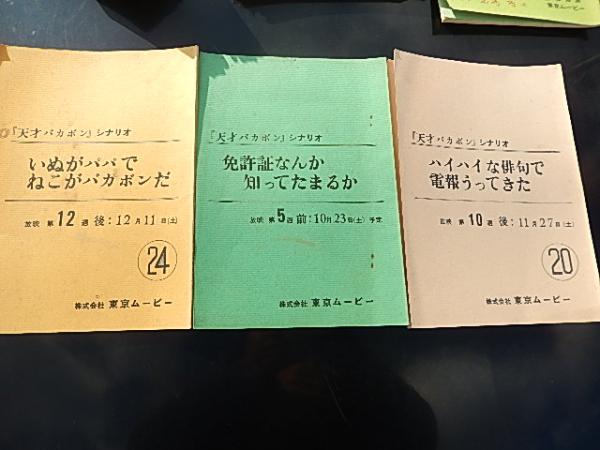 『天才バカボン』シナリオ
いぬがパパで
ねこがバカボンだ
放映 第12週 後:12月11日(土)
24
株式会社 東京ムービー
『天才バカボン』シナリオ
免許証なんか
知ってたまるか
放映 第5週 前:10月23日(土)予定
株式会社 東京ムービー
『天才バカボン』シナリオ
ハイハイな俳句で
電報うってきた
放映 第10週 後:11月27日(土)
20
株式会社 東京ムービー
東京ムービー